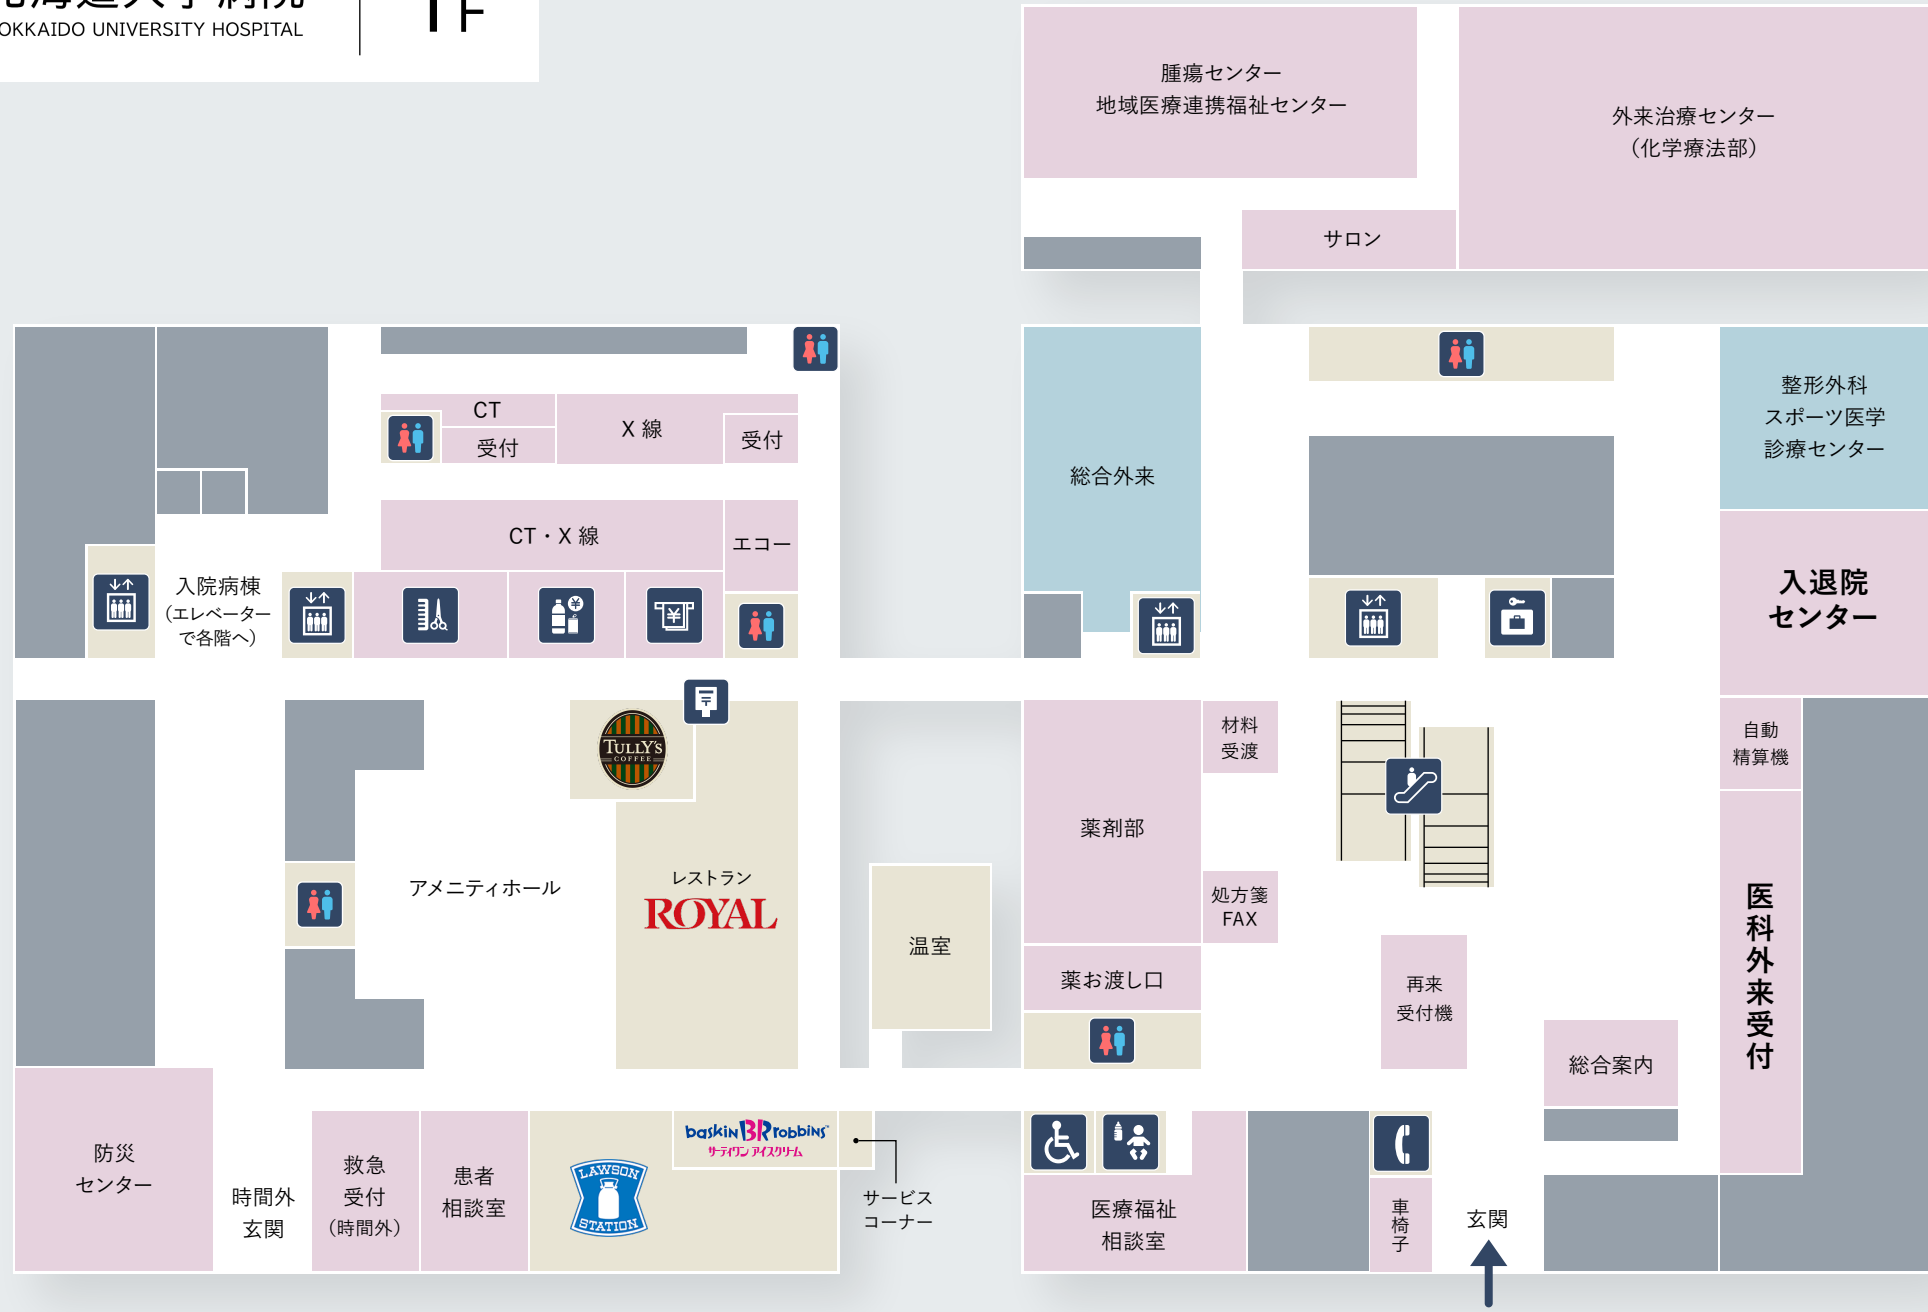 北海道大学病院
HOKKAIDO UNIVERSITY HOSPITAL
1F
腫瘍センター
地域医療連携福祉センター
外来治療センター
（化学療法部）
サロン
CT
受付
X 線
受付
CT・X 線
エコー
入院病棟
（エレベーター
で各階へ）
総合外来
整形外科
スポーツ医学
診療センター
入退院
センター
自動
精算機
医科外来受付
TULLY'S
COFFEE
アメニティホール
レストラン
ROYAL
温室
薬剤部
材料
受渡
処方箋
FAX
薬お渡し口
再来
受付機
総合案内
防災
センター
時間外
玄関
救急
受付
（時間外）
患者
相談室
LAWSON
STATION
baskin BR robbins
サーティワン アイスクリーム
サービス
コーナー
医療福祉
相談室
車椅子
玄関